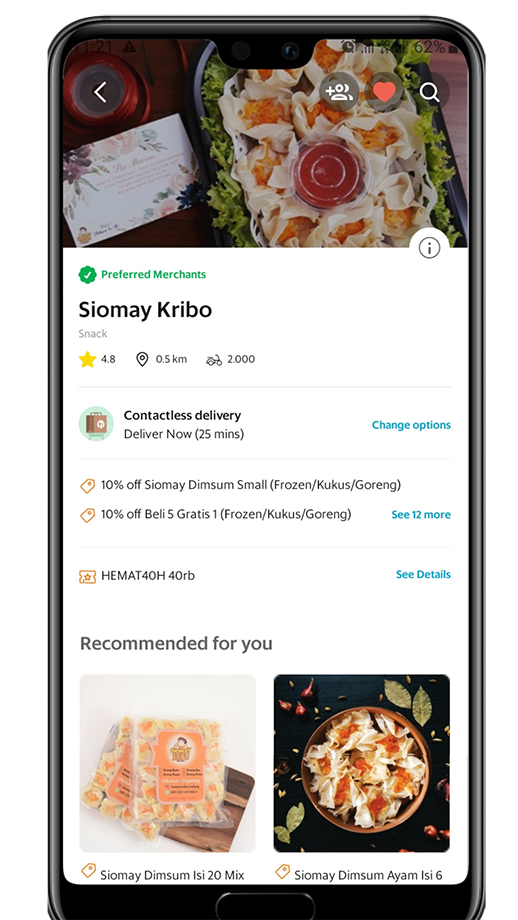 11:21
62%
Preferred Merchants
Siomay Kribo
Snack
4.8
0.5 km
2.000
Contactless delivery
Deliver Now (25 mins)
Change options
10% off Siomay Dimsum Small (Frozen/Kukus/Goreng)
10% off Beli 5 Gratis 1 (Frozen/Kukus/Goreng)
See 12 more
HEMAT40H 40rb
See Details
Recommended for you
Siomay Dimsum Isi 20 Mix
Siomay Dimsum Ayam Isi 6